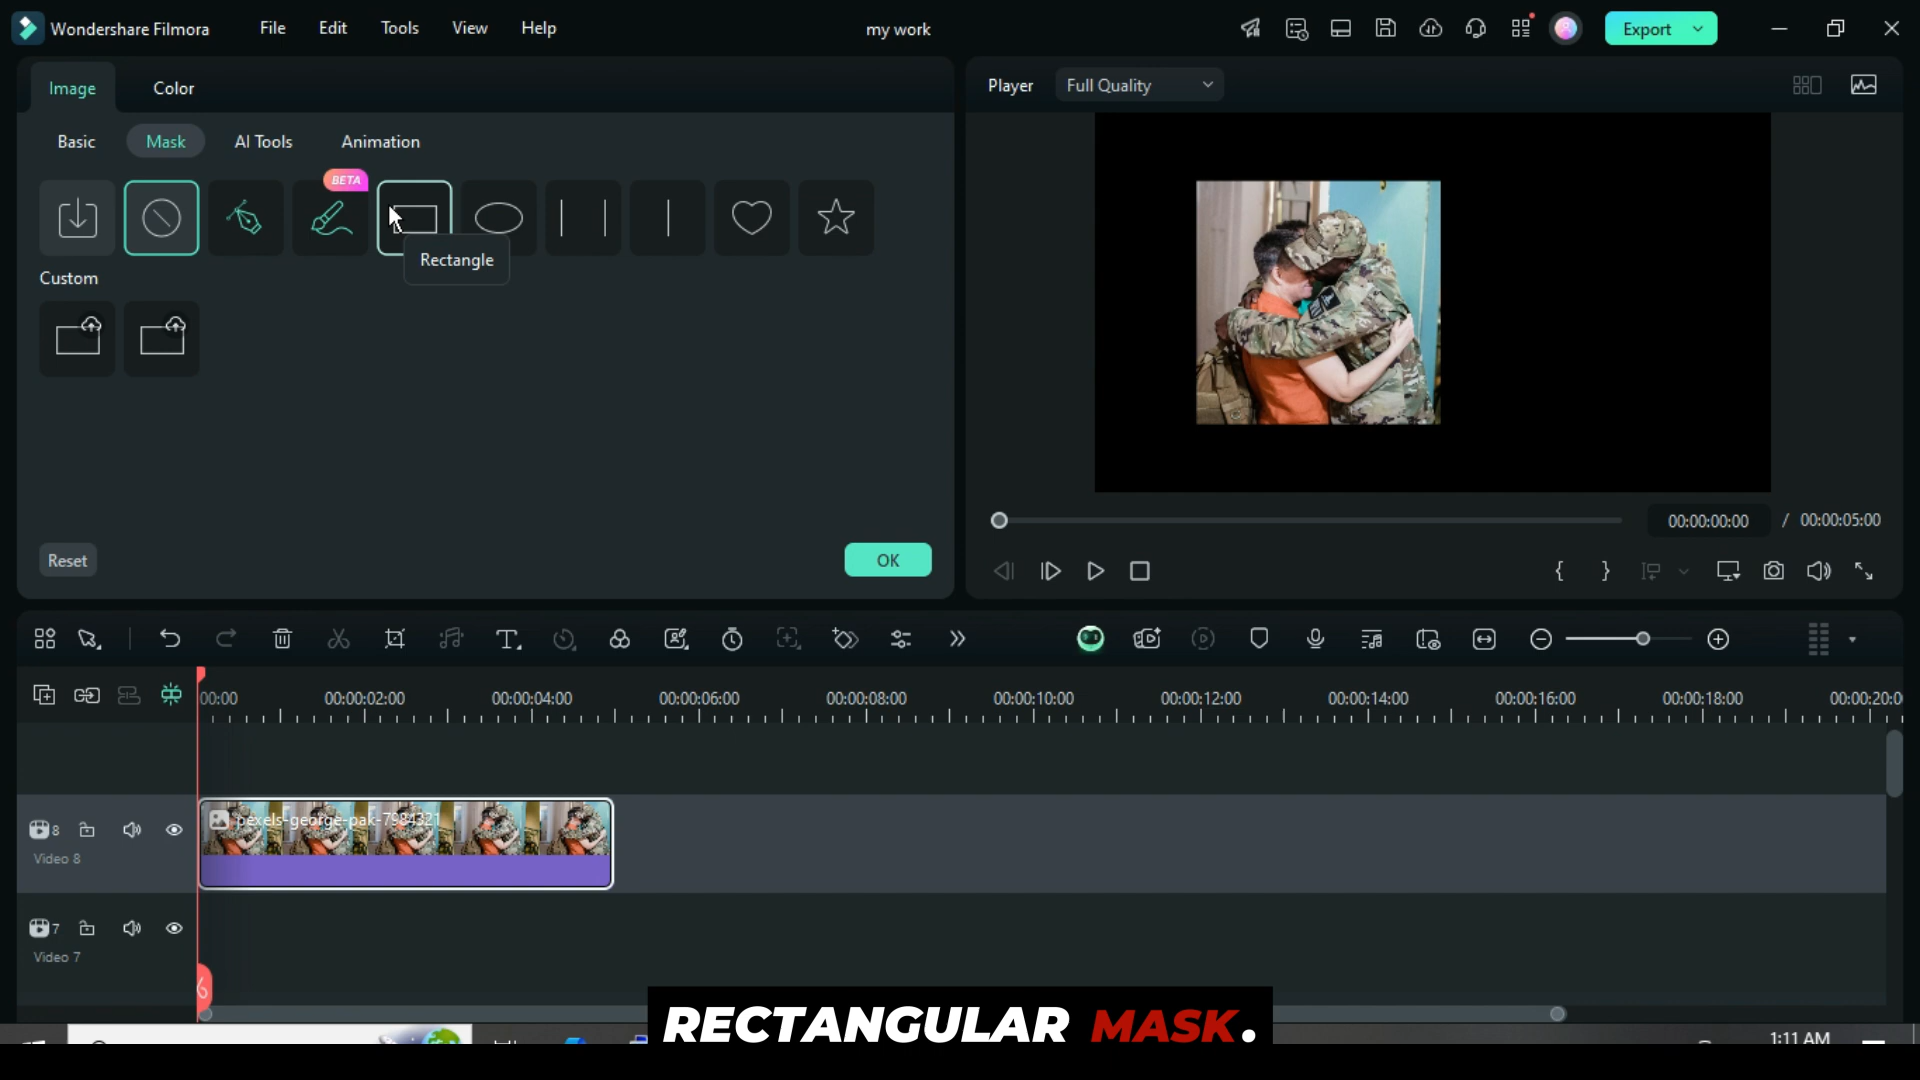 Wondershare Filmora
File
Edit
Tools
View
Help
my work
Export
Image
Color
Player
Full Quality
Basic
Mask
AI Tools
Animation
BETA
Rectangle
Custom
Reset
OK
00:00:00:00 / 00:00:05:00
00:00
00:00:02:00
00:00:04:00
00:00:06:00
00:00:08:00
00:00:10:00
00:00:12:00
00:00:14:00
00:00:16:00
00:00:18:00
00:00:20:0
8
pexels-george-pak-7984321
Video 8
7
Video 7
RECTANGULAR MASK.
1:11 AM